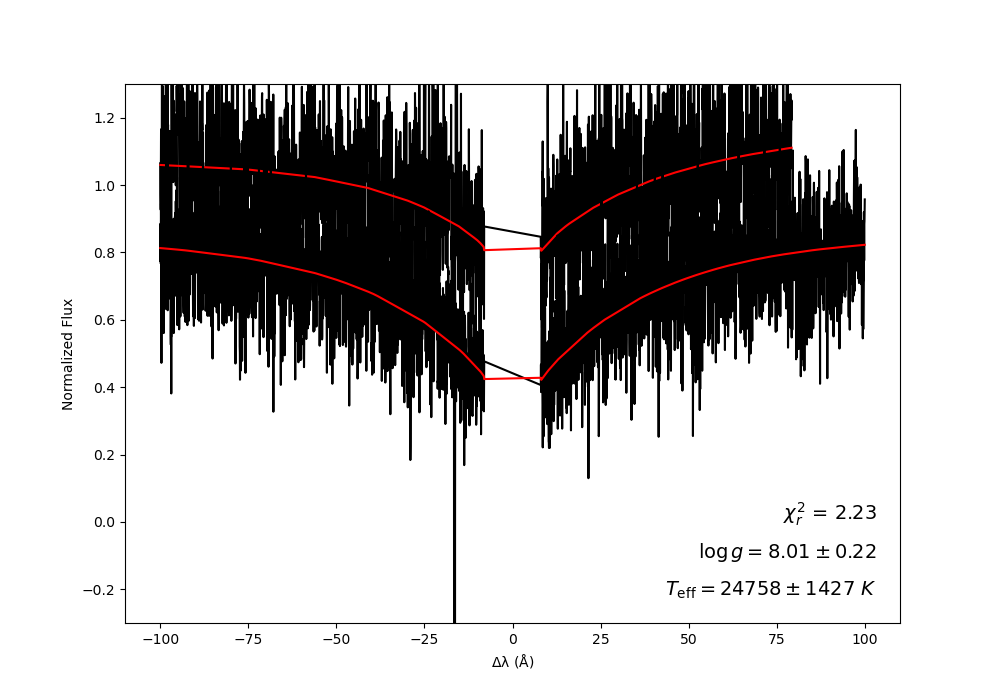 1.2
1.0
0.8
0.6
0.4
0.2
0.0
−0.2
Normalized Flux
χ²ᵣ = 2.23
log g = 8.01 ± 0.22
T_eff = 24758 ± 1427 K
−100 −75 −50 −25 0 25 50 75 100
Δλ (Å)